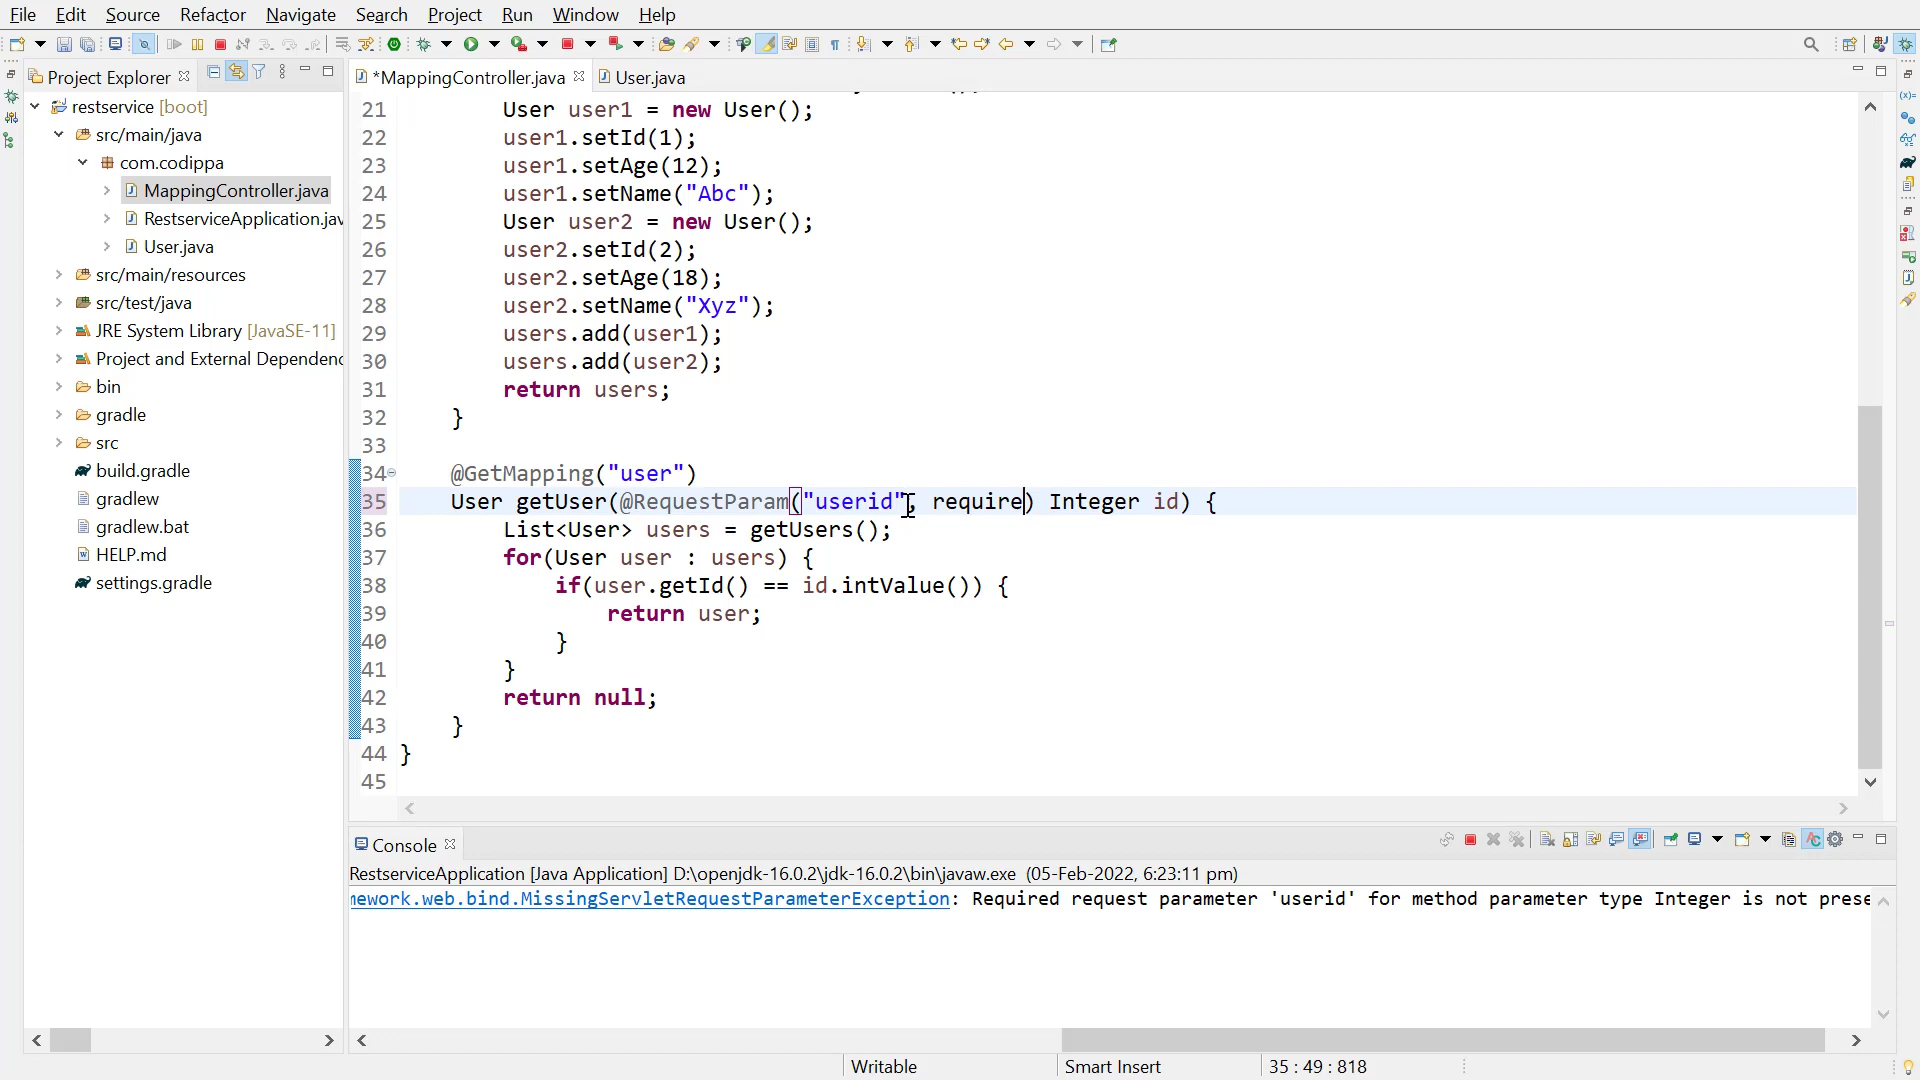 File Edit Source Refactor Navigate Search Project Run Window Help
Project Explorer
*MappingController.java
User.java
restservice [boot]
src/main/java
com.codippa
MappingController.java
RestserviceApplication.jav
User.java
src/main/resources
src/test/java
JRE System Library [JavaSE-11]
Project and External Dependenc
bin
gradle
src
build.gradle
gradlew
gradlew.bat
HELP.md
settings.gradle
21 User user1 = new User();
22 user1.setId(1);
23 user1.setAge(12);
24 user1.setName("Abc");
25 User user2 = new User();
26 user2.setId(2);
27 user2.setAge(18);
28 user2.setName("Xyz");
29 users.add(user1);
30 users.add(user2);
31 return users;
32 }
33
34 @GetMapping("user")
35 User getUser(@RequestParam("userid", require) Integer id) {
36 List<User> users = getUsers();
37 for(User user : users) {
38 if(user.getId() == id.intValue()) {
39 return user;
40 }
41 }
42 return null;
43 }
44 }
45
Console
RestserviceApplication [Java Application] D:\openjdk-16.0.2\jdk-16.0.2\bin\javaw.exe (05-Feb-2022, 6:23:11 pm)
mework.web.bind.MissingServletRequestParameterException: Required request parameter 'userid' for method parameter type Integer is not prese
Writable
Smart Insert
35 : 49 : 818